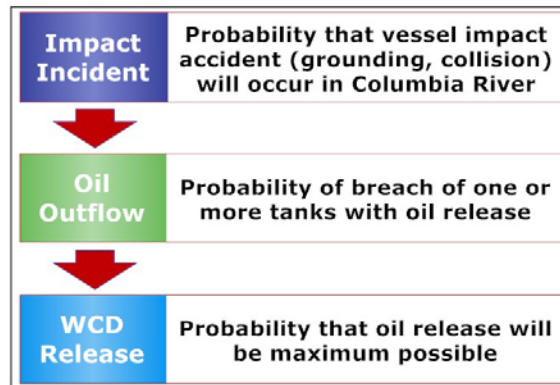 Impact
Incident
Probability that vessel impact
accident (grounding, collision)
will occur in Columbia River
Oil
Outflow
Probability of breach of one or
more tanks with oil release
WCD
Release
Probability that oil release will
be maximum possible